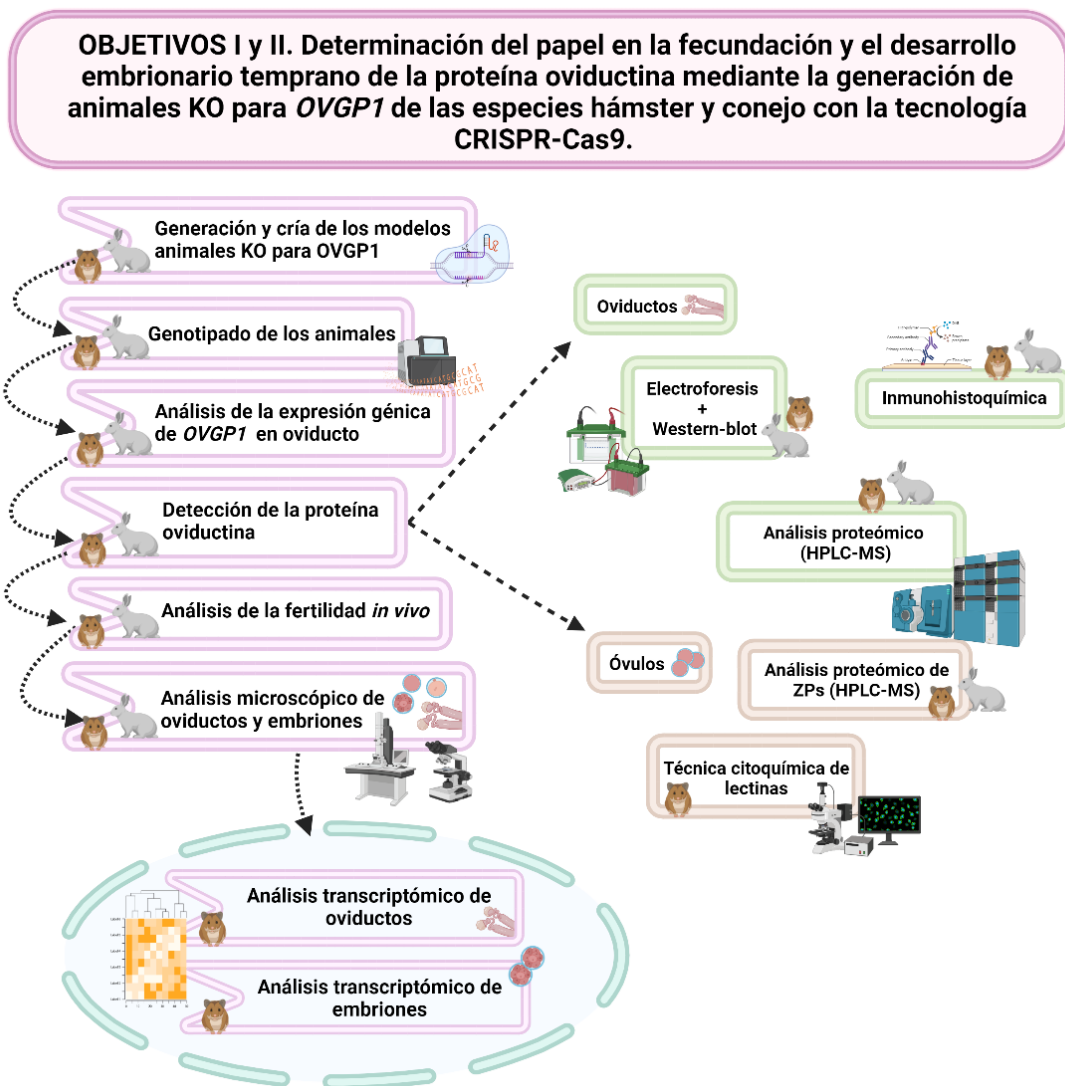 OBJETIVOS I y II. Determinación del papel en la fecundación y el desarrollo
embrionario temprano de la proteína oviductina mediante la generación de
animales KO para OVGP1 de las especies hámster y conejo con la tecnología
CRISPR-Cas9.
Generación y cría de los modelos
animales KO para OVGP1
Genotipado de los animales
Análisis de la expresión génica
de OVGP1 en oviducto
Detección de la proteína
oviductina
Análisis de la fertilidad in vivo
Análisis microscópico de
oviductos y embriones
Análisis transcriptómico de
oviductos
Análisis transcriptómico de
embriones
Oviductos
Electroforesis
+
Western-blot
Inmunohistoquímica
Análisis proteómico
(HPLC-MS)
Óvulos
Análisis proteómico de
ZPs (HPLC-MS)
Técnica citoquímica de
lectinas